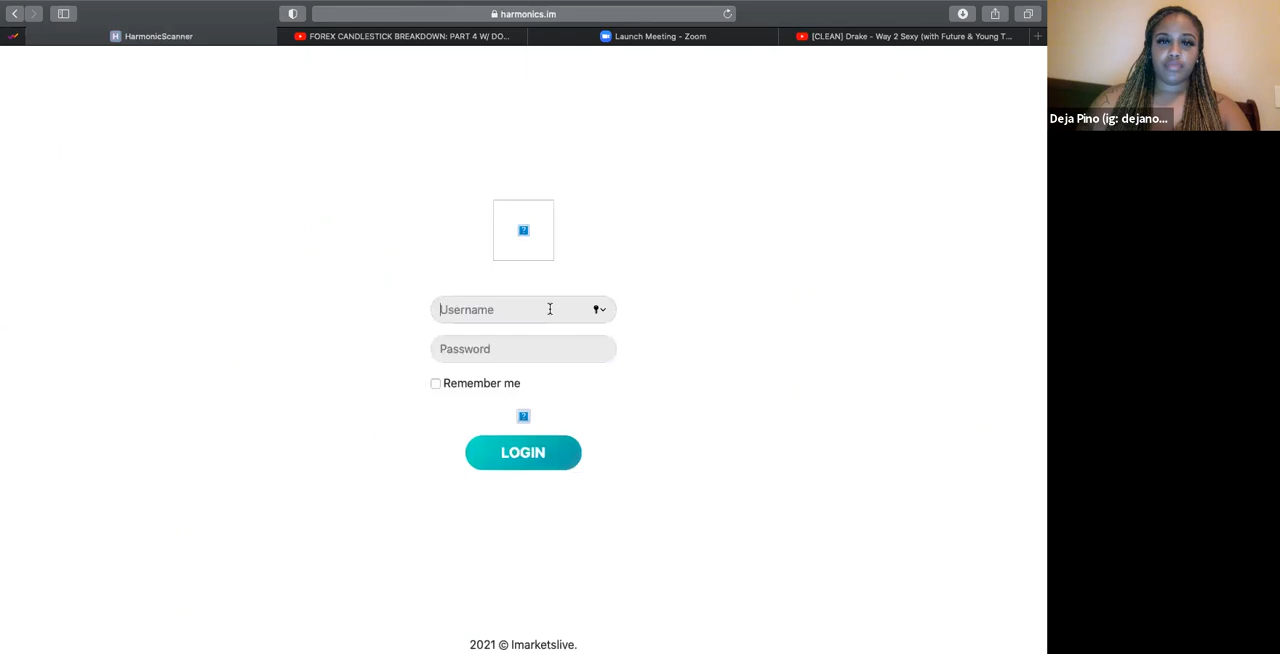 harmonics.im
HarmonicScanner
FOREX CANDLESTICK BREAKDOWN: PART 4 W/ DO...
Launch Meeting - Zoom
[CLEAN] Drake - Way 2 Sexy (with Future & Young T...
Deja Pino (ig: dejano...
Username
Password
Remember me
LOGIN
2021 © Imarketslive.